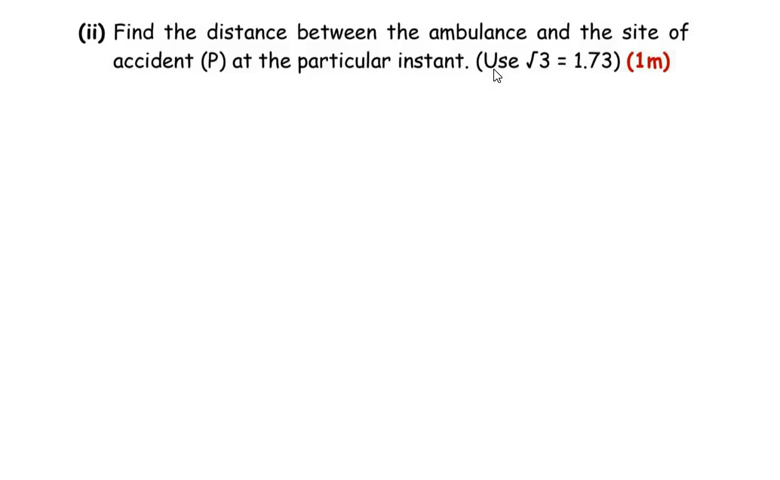 (ii) Find the distance between the ambulance and the site of
accident (P) at the particular instant. (Use √3 = 1.73) (1m)